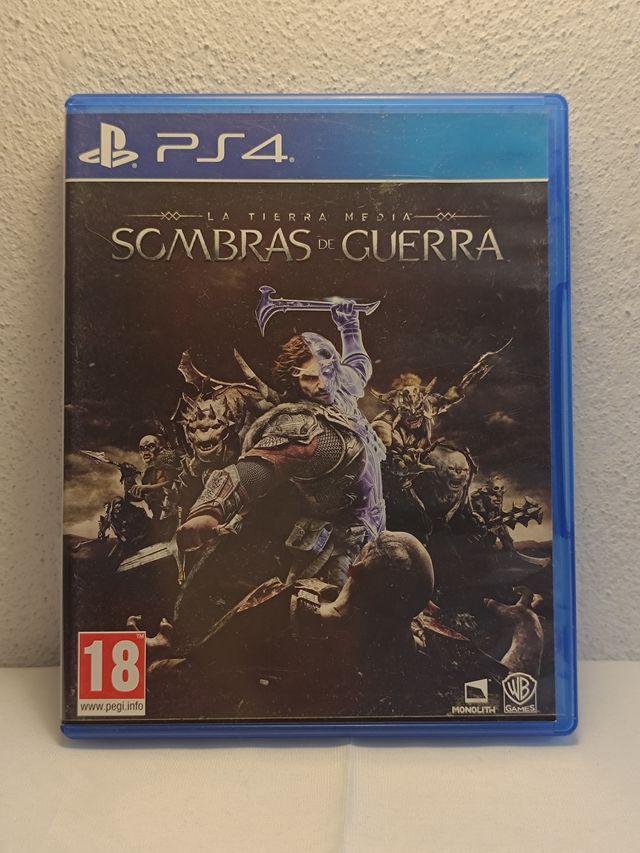 PS4
LA TIERRA MEDIA
SOMBRAS DE GUERRA
18
www.pegi.info
MONOLITH
WB
GAMES